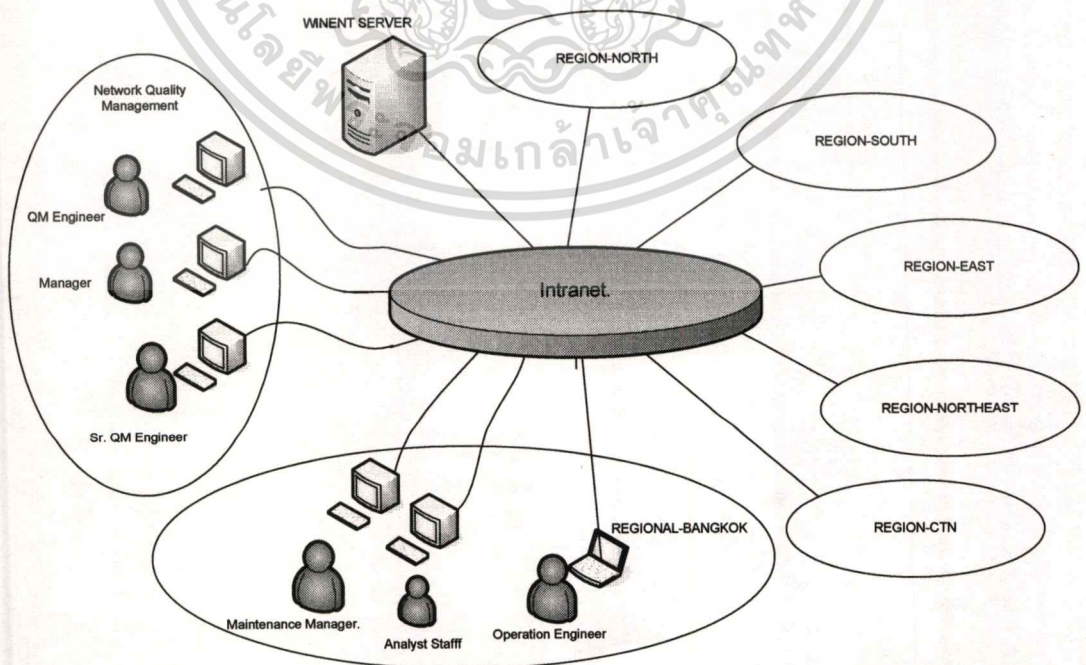 WINENT SERVER
REGION-NORTH
Network Quality
Management
REGION-SOUTH
QM Engineer
Manager
Intranet.
REGION-EAST
Sr. QM Engineer
REGION-NORTHEAST
REGIONAL-BANGKOK
REGION-CTN
Maintenance Manager.
Analyst Stafff
Operation Engineer